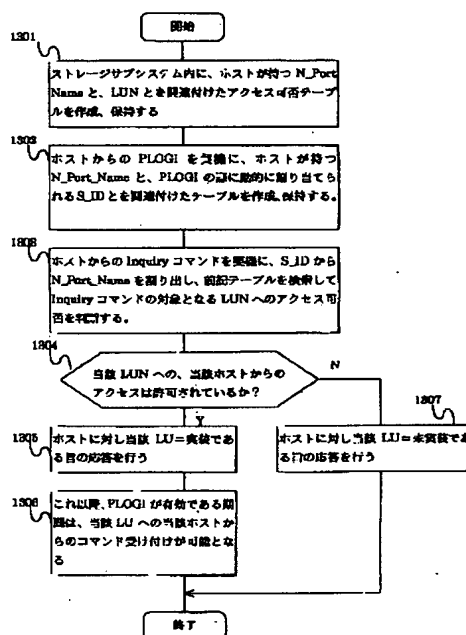 開始
1301
ストレージサブシステム内に、ホストが持つ N_Port_
Name と、LUN とを関連付けたアクセス可否テーブ
ルを作成、保持する
1302
ホストからの PLOGI を契機に、ホストが持つ
N_Port_Name と、PLOGI の際に動的に割り当てら
れるS_IDとを関連付けたテーブルを作成、保持する。
1303
ホストからの Inquiry コマンドを契機に、S_ID から
N_Port_Name を割り出し、前記テーブルを検索して
Inquiry コマンドの対象となる LUN へのアクセス可
否を判断する。
1304
当該 LUN への、当該ホストからの
アクセスは許可されているか?
N
Y
1305
ホストに対し当該 LU=実装であ
る旨の応答を行う
1307
ホストに対し当該 LU=未実装であ
る旨の応答を行う
1306
これ以降、PLOGI が有効である期
間は、当該 LU への当該ホストか
らのコマンド受け付けが可能とな
る
終了